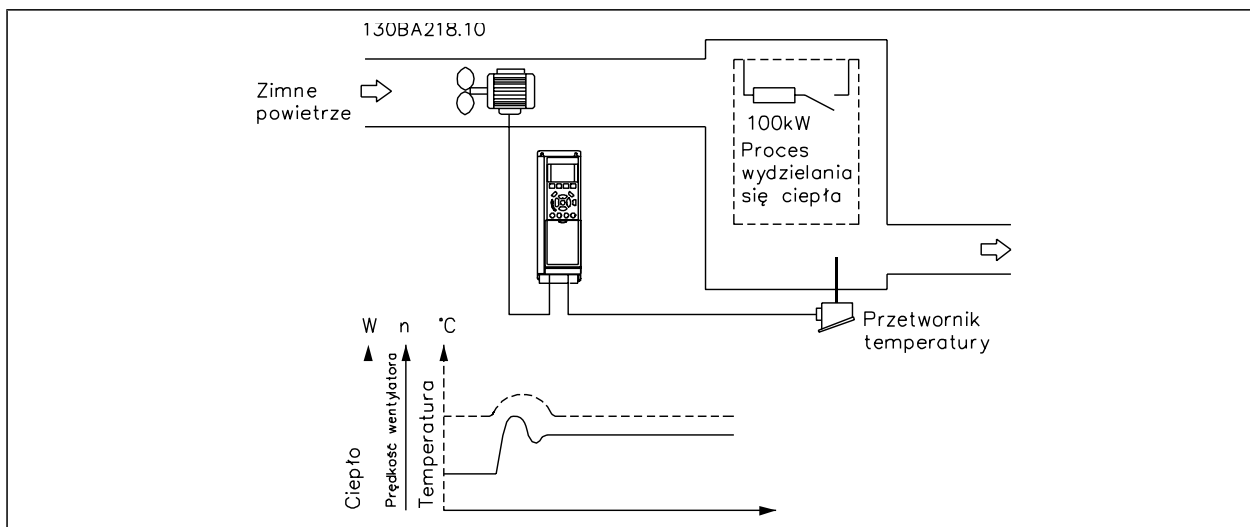 130BA218.10
Zimne
powietrze
100kW
Proces
wydzielania
się ciepła
Przetwornik
temperatury
W n °C
Ciepło
Prędkość wentylatora
Temperatura